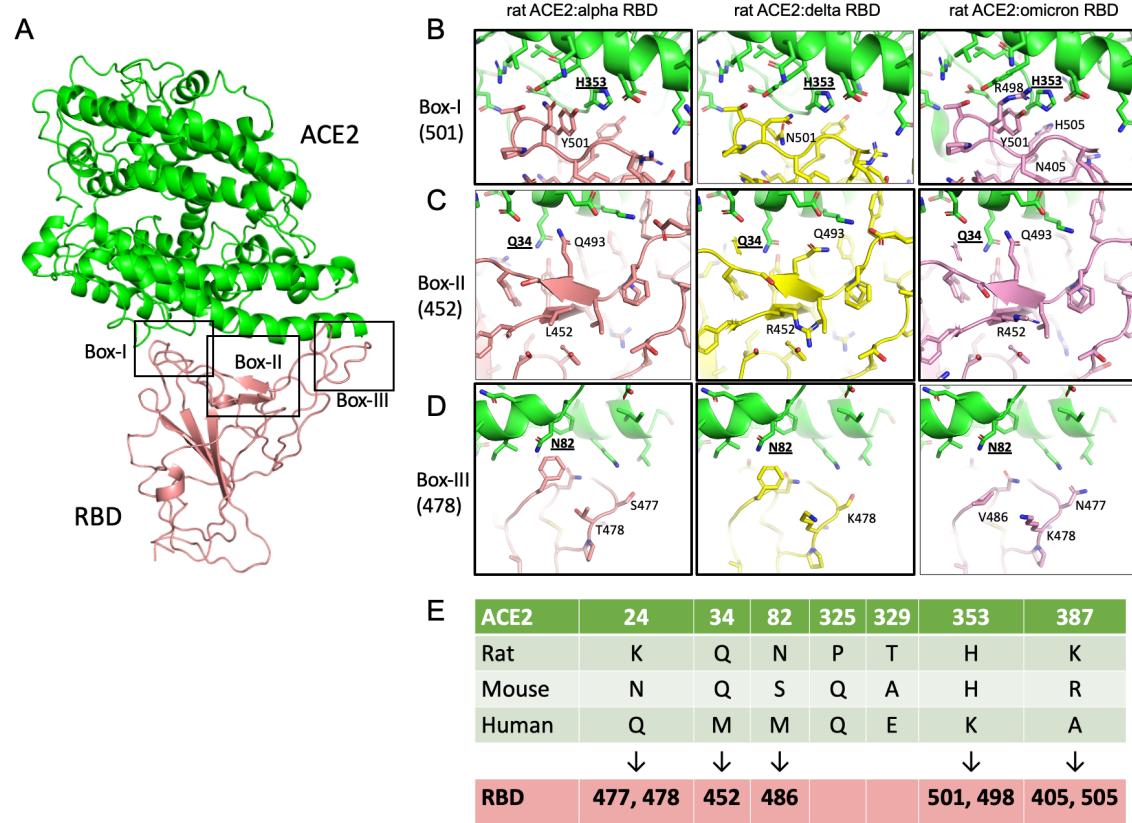 A
ACE2
Box-I
Box-II
Box-III
RBD
rat ACE2:alpha RBD
rat ACE2:delta RBD
rat ACE2:omicron RBD
B
Box-I
(501)
H353
Y501
H353
N501
R498
H353
H505
Y501
N405
C
Box-II
(452)
Q34
Q493
L452
Q34
Q493
R452
Q34
Q493
R452
D
Box-III
(478)
N82
S477
T478
N82
K478
N82
V486
N477
K478
E
ACE2 24 34 82 325 329 353 387
Rat K Q N P T H K
Mouse N Q S Q A H R
Human Q M M Q E K A
↓ ↓ ↓ ↓ ↓
RBD 477, 478 452 486 501, 498 405, 505